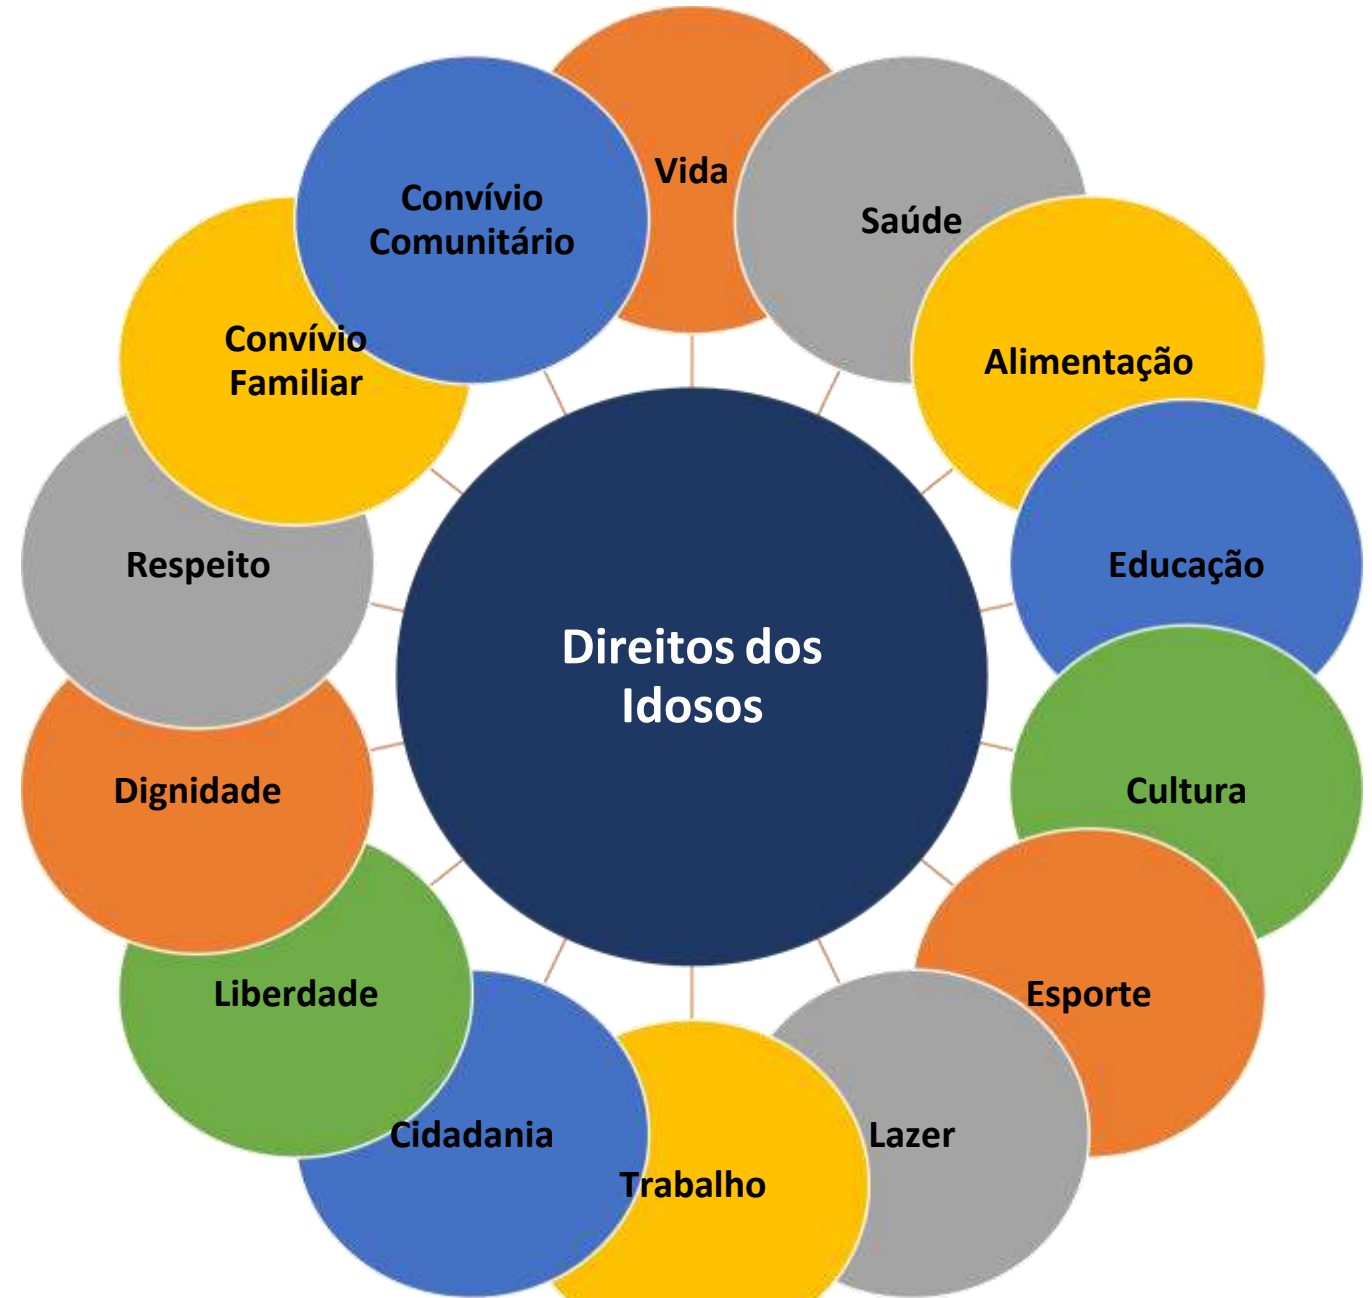 Vida
Saúde
Alimentação
Educação
Cultura
Esporte
Lazer
Trabalho
Cidadania
Liberdade
Dignidade
Respeito
Convívio
Familiar
Convívio
Comunitário
Direitos dos
Idosos